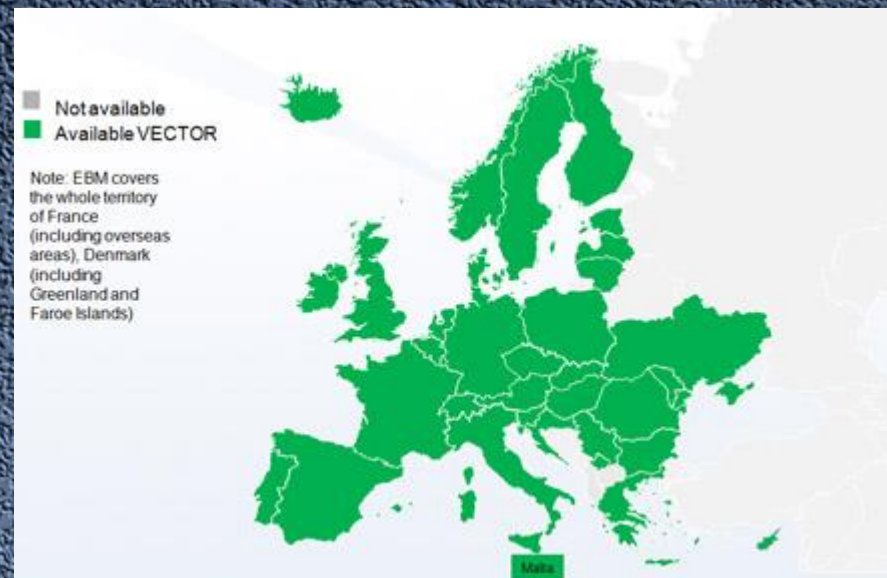 Not available
Available VECTOR
Note: EBM covers
the whole territory
of France
(including overseas
areas), Denmark
(including
Greenland and
Faroe Islands)
Malta